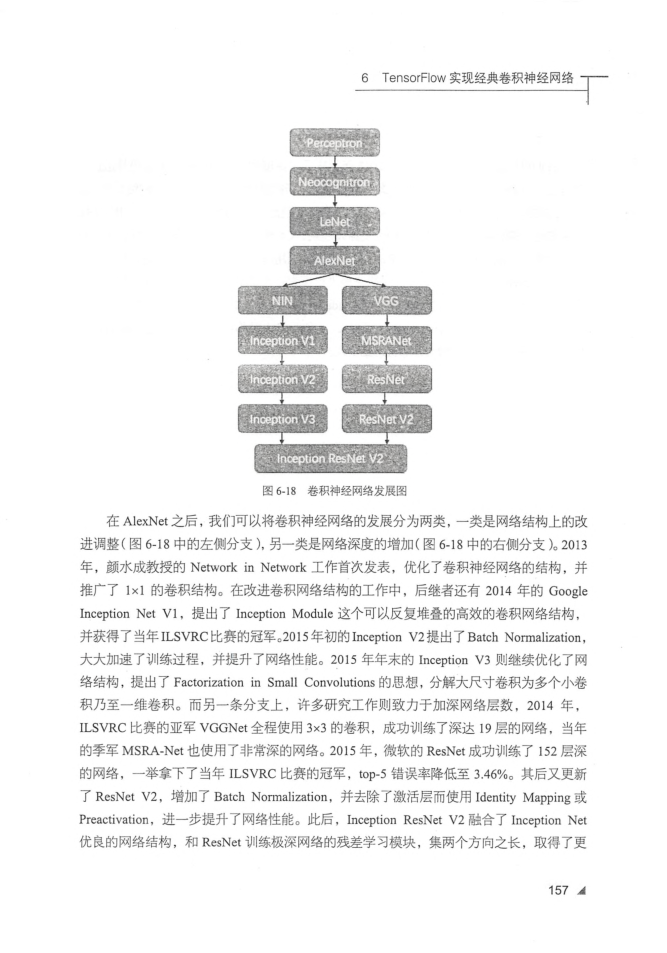 6 TensorFlow 实现经典卷积神经网络
Perceptron
Neocognitron
LeNet
AlexNet
NIN
VGG
Inception V1
MSRANet
Inception V2
ResNet
Inception V3
ResNet V2
Inception ResNet V2
图 6-18 卷积神经网络发展图
在 AlexNet 之后，我们可以将卷积神经网络的发展分为两类，一类是网络结构上的改
进调整（图 6-18 中的左侧分支），另一类是网络深度的增加（图 6-18 中的右侧分支）。2013
年，颜水成教授的 Network in Network 工作首次发表，优化了卷积神经网络的结构，并
推广了 1×1 的卷积结构。在改进卷积网络结构的工作中，后继者还有 2014 年的 Google
Inception Net V1，提出了 Inception Module 这个可以反复堆叠的高效的卷积网络结构，
并获得了当年 ILSVRC 比赛的冠军。2015 年初的 Inception V2 提出了 Batch Normalization，
大大加速了训练过程，并提升了网络性能。2015 年年末的 Inception V3 则继续优化了网
络结构，提出了 Factorization in Small Convolutions 的思想，分解大尺寸卷积为多个小卷
积乃至一维卷积。而另一条分支上，许多研究工作则致力于加深网络层数，2014 年，
ILSVRC 比赛的亚军 VGGNet 全程使用 3×3 的卷积，成功训练了深达 19 层的网络，当年
的季军 MSRA-Net 也使用了非常深的网络。2015 年，微软的 ResNet 成功训练了 152 层深
的网络，一举拿下了当年 ILSVRC 比赛的冠军，top-5 错误率降低至 3.46%。其后又更新
了 ResNet V2，增加了 Batch Normalization，并去除了激活层而使用 Identity Mapping 或
Preactivation，进一步提升了网络性能。此后，Inception ResNet V2 融合了 Inception Net
优良的网络结构，和 ResNet 训练极深网络的残差学习模块，集两个方向之长，取得了更
157